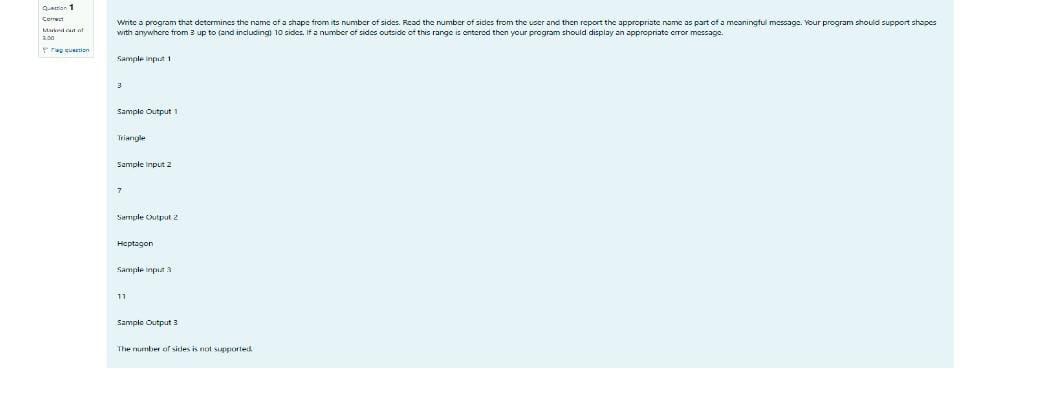 Question 1
Correct
Marked out of
3.00
Flag question
Write a program that determines the name of a shape from its number of sides. Read the number of sides from the user and then report the appropriate name as part of a meaningful message. Your program should support shapes
with anywhere from 3 up to (and including) 10 sides. If a number of sides outside of this range is entered then your program should display an appropriate error message.
Sample Input 1
3
Sample Output 1
Triangle
Sample Input 2
7
Sample Output 2
Heptagon
Sample Input 3
11
Sample Output 3
The number of sides is not supported.